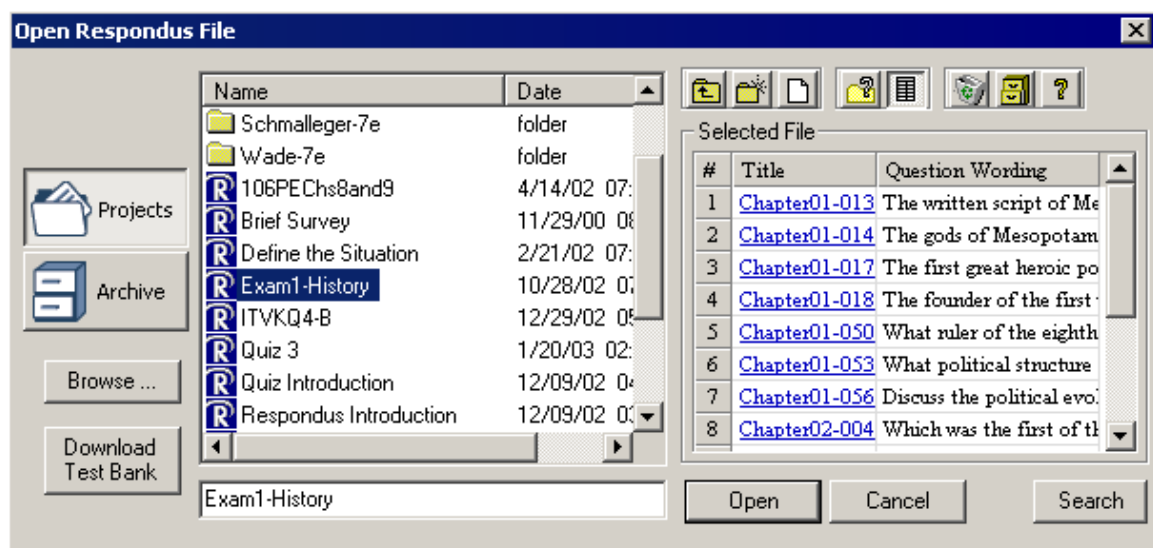 Open Respondus File
Projects
Archive
Browse ...
Download
Test Bank
Name Date
Schmalleger-7e folder
Wade-7e folder
106PEChs8and9 4/14/02 07:
Brief Survey 11/29/00
Define the Situation 2/21/02 07:
Exam1-History 10/28/02
ITVKQ4-B 12/29/02
Quiz 3 1/20/03 02:
Quiz Introduction 12/09/02
Respondus Introduction 12/09/02
Exam1-History
Selected File
# Title Question Wording
1 Chapter01-013 The written script of Me
2 Chapter01-014 The gods of Mesopotam
3 Chapter01-017 The first great heroic po
4 Chapter01-018 The founder of the first
5 Chapter01-050 What ruler of the eighth
6 Chapter01-053 What political structure
7 Chapter01-056 Discuss the political evo
8 Chapter02-004 Which was the first of th
Open Cancel Search